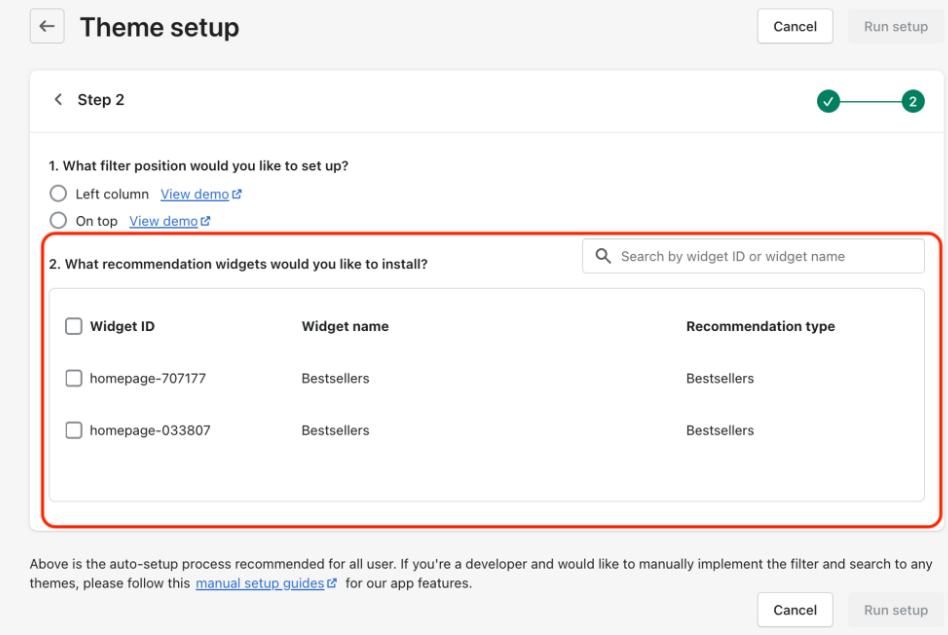 Theme setup
Cancel
Run setup
Step 2
2
1. What filter position would you like to set up?
Left column View demo
On top View demo
2. What recommendation widgets would you like to install?
Search by widget ID or widget name
Widget ID Widget name Recommendation type
homepage-707177 Bestsellers Bestsellers
homepage-033807 Bestsellers Bestsellers
Above is the auto-setup process recommended for all user. If you're a developer and would like to manually implement the filter and search to any
themes, please follow this manual setup guides for our app features.
Cancel
Run setup